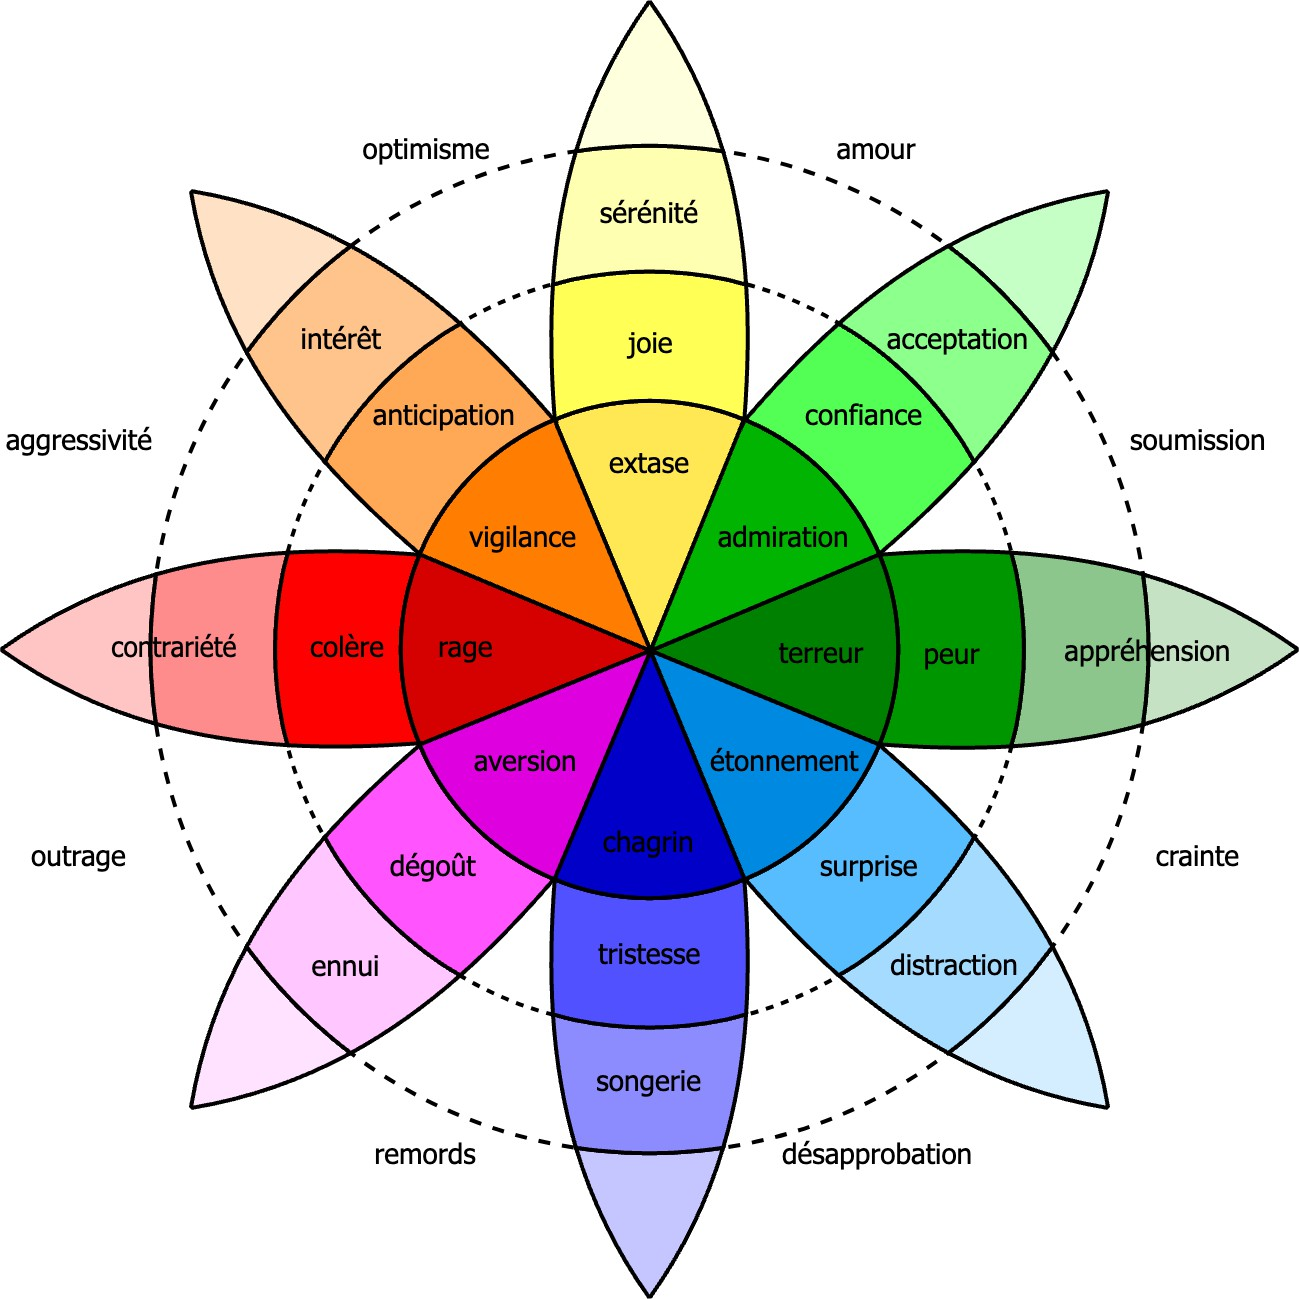 optimisme
amour
sérénité
intérêt
joie
acceptation
anticipation
confiance
aggressivité
soumission
extase
vigilance
admiration
contrariété
colère
rage
terreur
peur
appréhension
aversion
étonnement
chagrin
outrage
dégoût
surprise
crainte
tristesse
ennui
distraction
songerie
remords
désapprobation